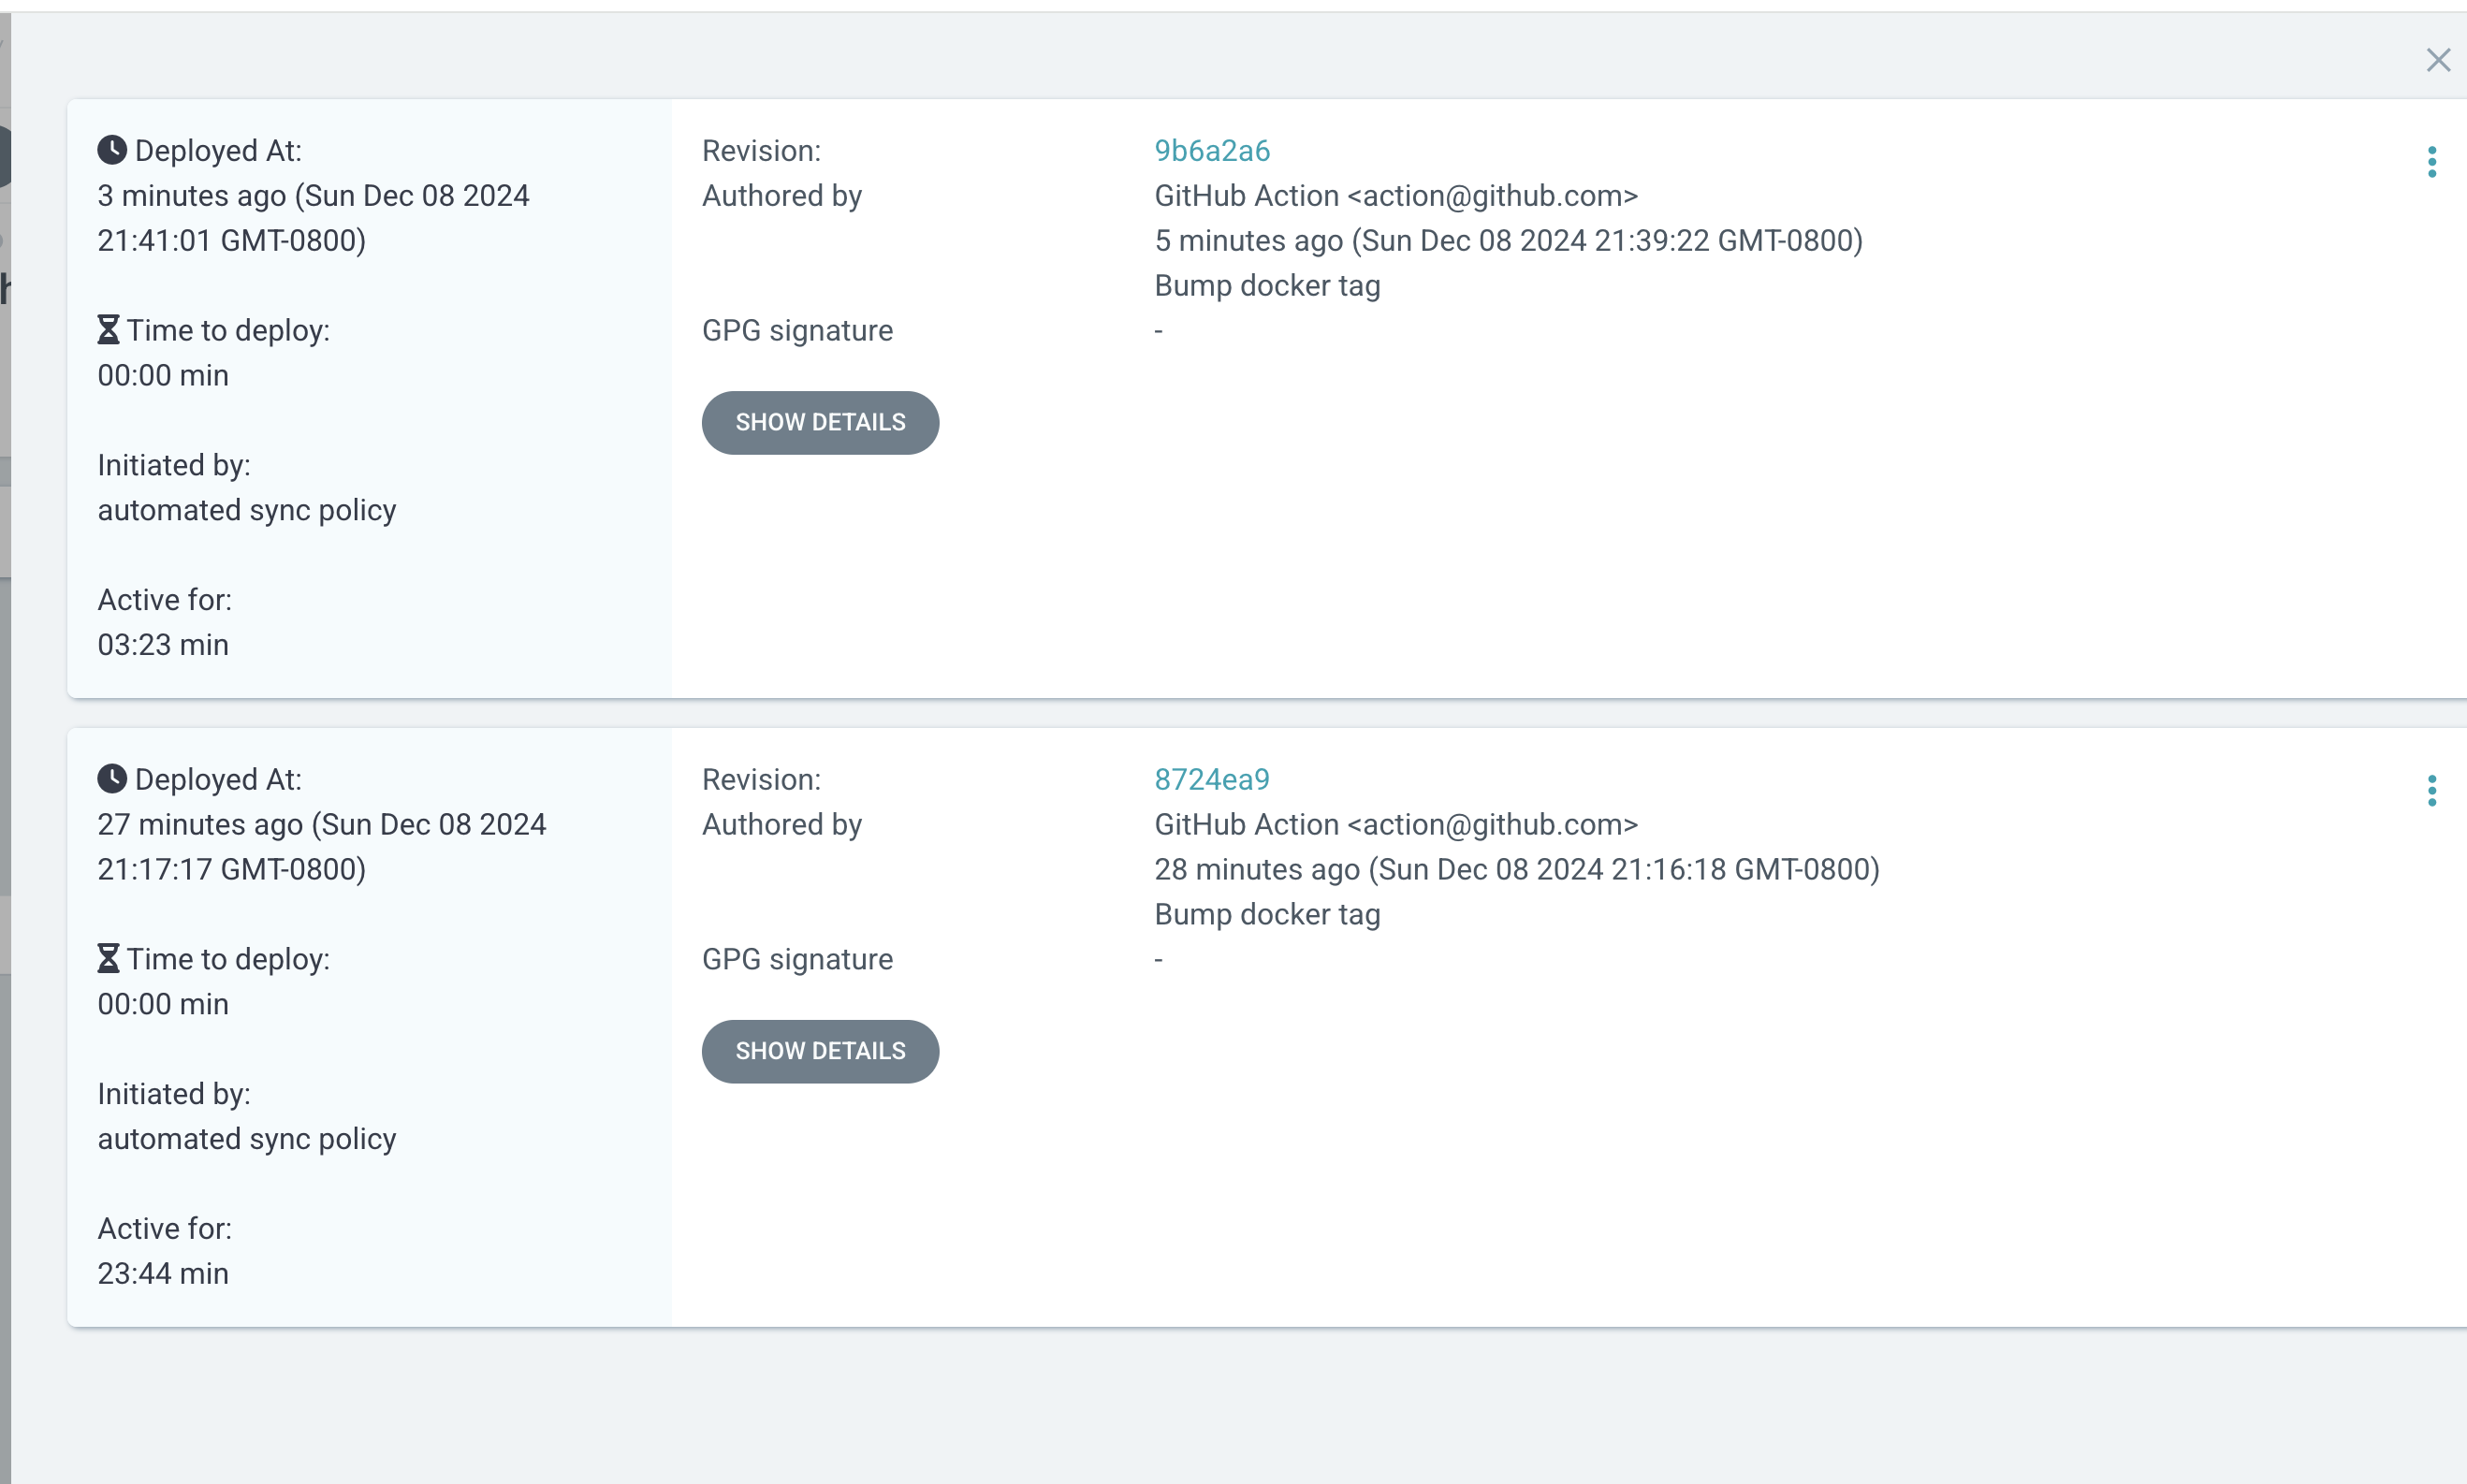 Deployed At:
3 minutes ago (Sun Dec 08 2024
21:41:01 GMT-0800)
Time to deploy:
00:00 min
Initiated by:
automated sync policy
Active for:
03:23 min
Revision:
9b6a2a6
Authored by
GitHub Action <action@github.com>
5 minutes ago (Sun Dec 08 2024 21:39:22 GMT-0800)
Bump docker tag
GPG signature
-
SHOW DETAILS
Deployed At:
27 minutes ago (Sun Dec 08 2024
21:17:17 GMT-0800)
Time to deploy:
00:00 min
Initiated by:
automated sync policy
Active for:
23:44 min
Revision:
8724ea9
Authored by
GitHub Action <action@github.com>
28 minutes ago (Sun Dec 08 2024 21:16:18 GMT-0800)
Bump docker tag
GPG signature
-
SHOW DETAILS